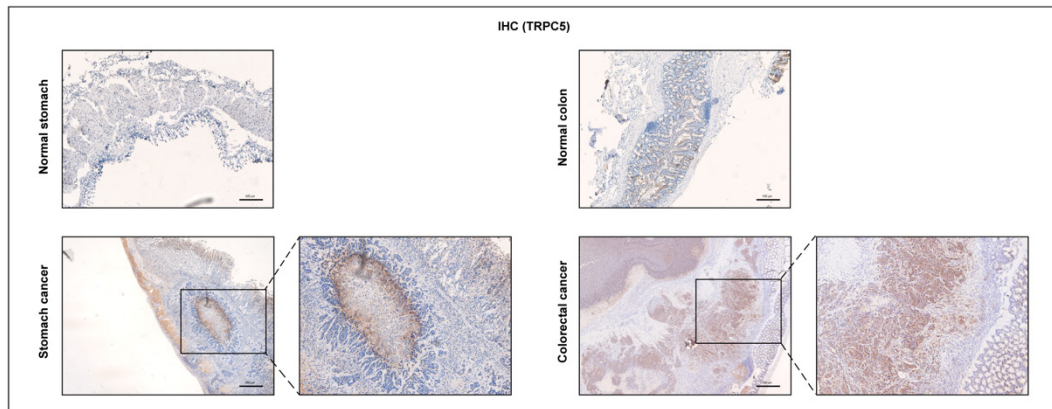 IHC (TRPC5)
Normal stomach
Normal colon
Stomach cancer
Colorectal cancer